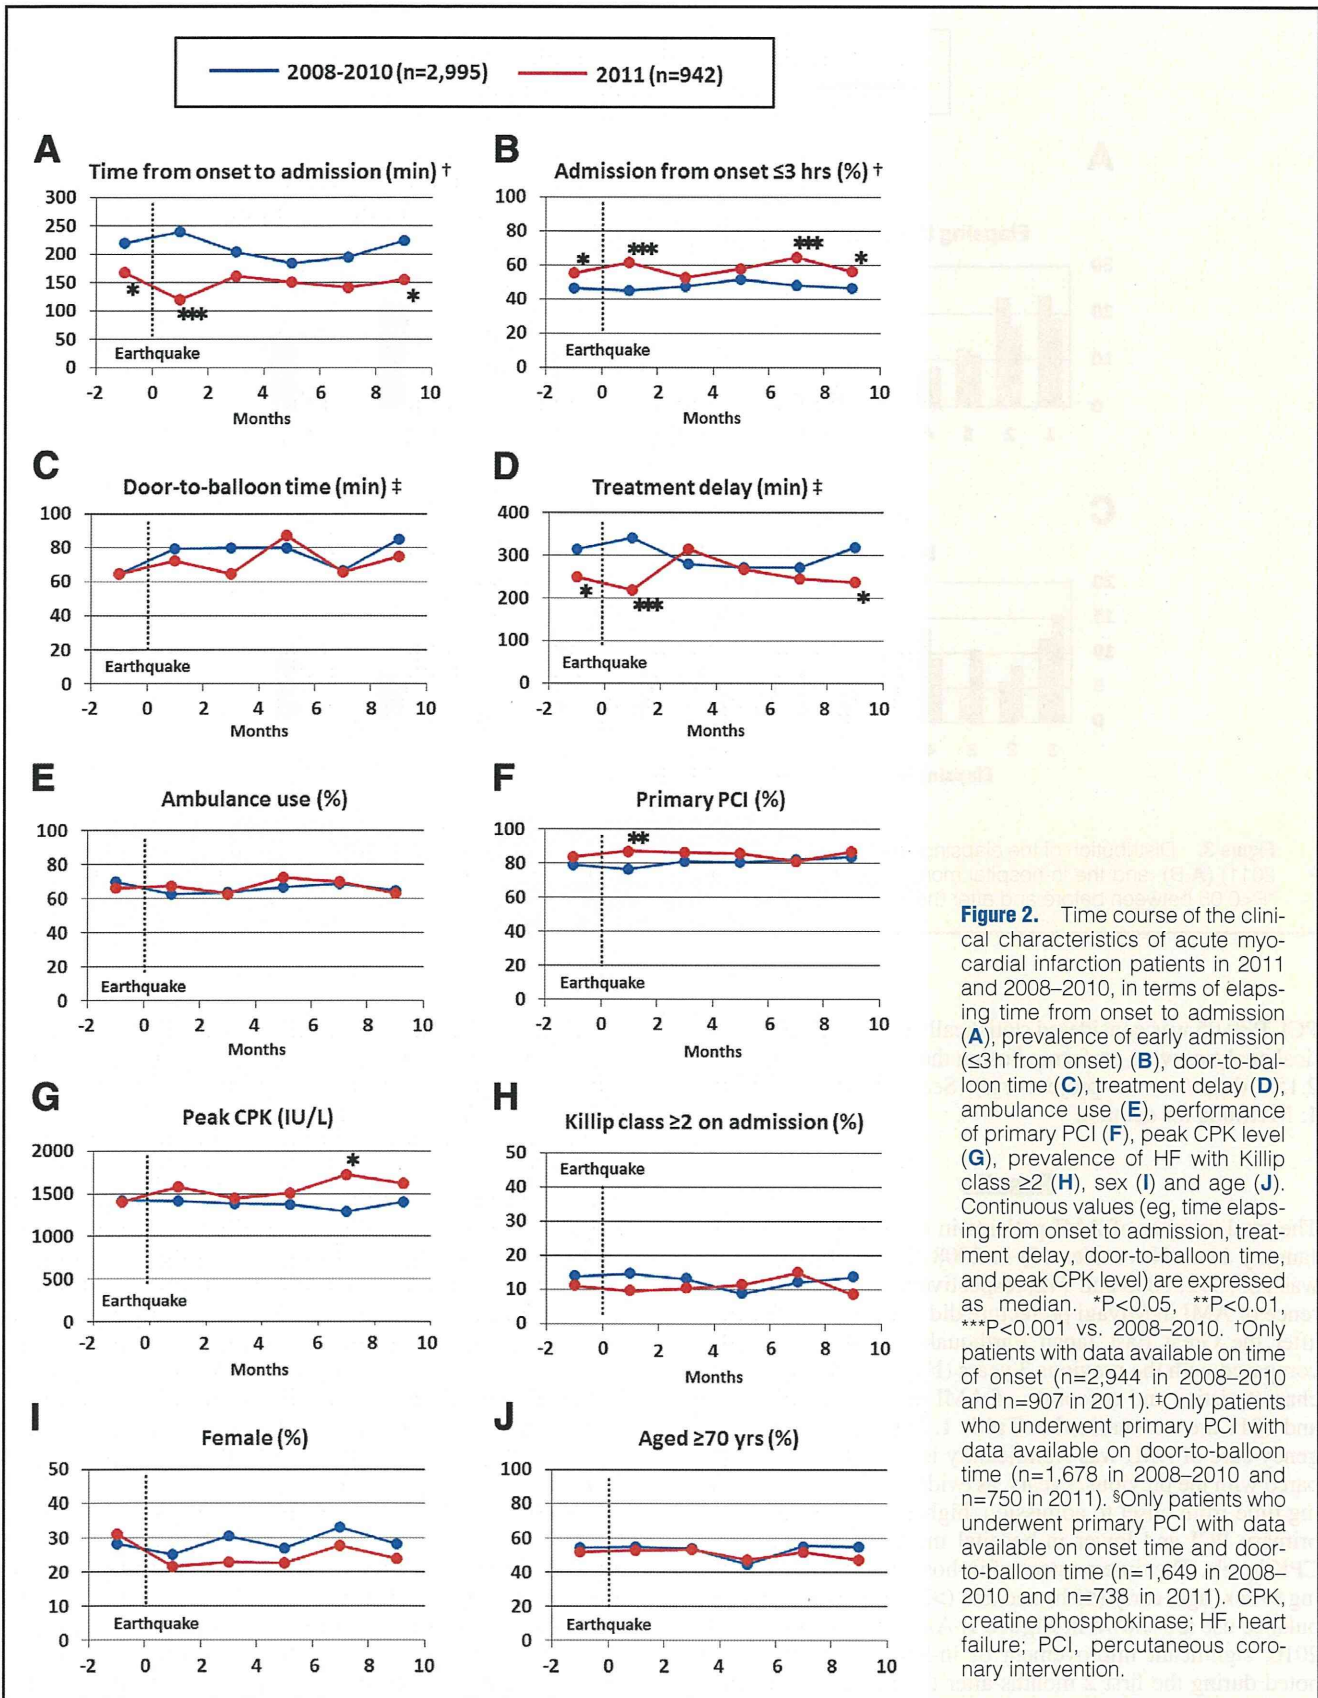 2008-2010 (n=2,995) 2011 (n=942)
A
Time from onset to admission (min) †
300
250
200
150
100
50
0
*
***
*
Earthquake
-2 0 2 4 6 8 10
Months
B
Admission from onset ≤3 hrs (%) †
100
80
60
40
20
0
*
***
***
*
Earthquake
-2 0 2 4 6 8 10
Months
C
Door-to-balloon time (min) ‡
100
80
60
40
20
0
Earthquake
-2 0 2 4 6 8 10
Months
D
Treatment delay (min) ‡
400
300
200
100
0
*
***
*
Earthquake
-2 0 2 4 6 8 10
Months
E
Ambulance use (%)
100
80
60
40
20
0
Earthquake
-2 0 2 4 6 8 10
Months
F
Primary PCI (%)
100
80
60
40
20
0
**
Earthquake
-2 0 2 4 6 8 10
Months
G
Peak CPK (IU/L)
2000
1500
1000
500
0
*
Earthquake
-2 0 2 4 6 8 10
Months
H
Killip class ≥2 on admission (%)
50
40
30
20
10
0
Earthquake
-2 0 2 4 6 8 10
Months
I
Female (%)
50
40
30
20
10
0
Earthquake
-2 0 2 4 6 8 10
J
Aged ≥70 yrs (%)
100
80
60
40
20
0
Earthquake
-2 0 2 4 6 8 10
Figure 2. Time course of the clini-
cal characteristics of acute myo-
cardial infarction patients in 2011
and 2008–2010, in terms of elaps-
ing time from onset to admission
(A), prevalence of early admission
(≤3h from onset) (B), door-to-bal-
loon time (C), treatment delay (D),
ambulance use (E), performance
of primary PCI (F), peak CPK level
(G), prevalence of HF with Killip
class ≥2 (H), sex (I) and age (J).
Continuous values (eg, time elaps-
ing from onset to admission, treat-
ment delay, door-to-balloon time,
and peak CPK level) are expressed
as median. *P<0.05, **P<0.01,
***P<0.001 vs. 2008–2010. †Only
patients with data available on time
of onset (n=2,944 in 2008–2010
and n=907 in 2011). ‡Only patients
who underwent primary PCI with
data available on door-to-balloon
time (n=1,678 in 2008–2010 and
n=750 in 2011). §Only patients who
underwent primary PCI with data
available on onset time and door-
to-balloon time (n=1,649 in 2008–
2010 and n=738 in 2011). CPK,
creatine phosphokinase; HF, heart
failure; PCI, percutaneous coro-
nary intervention.